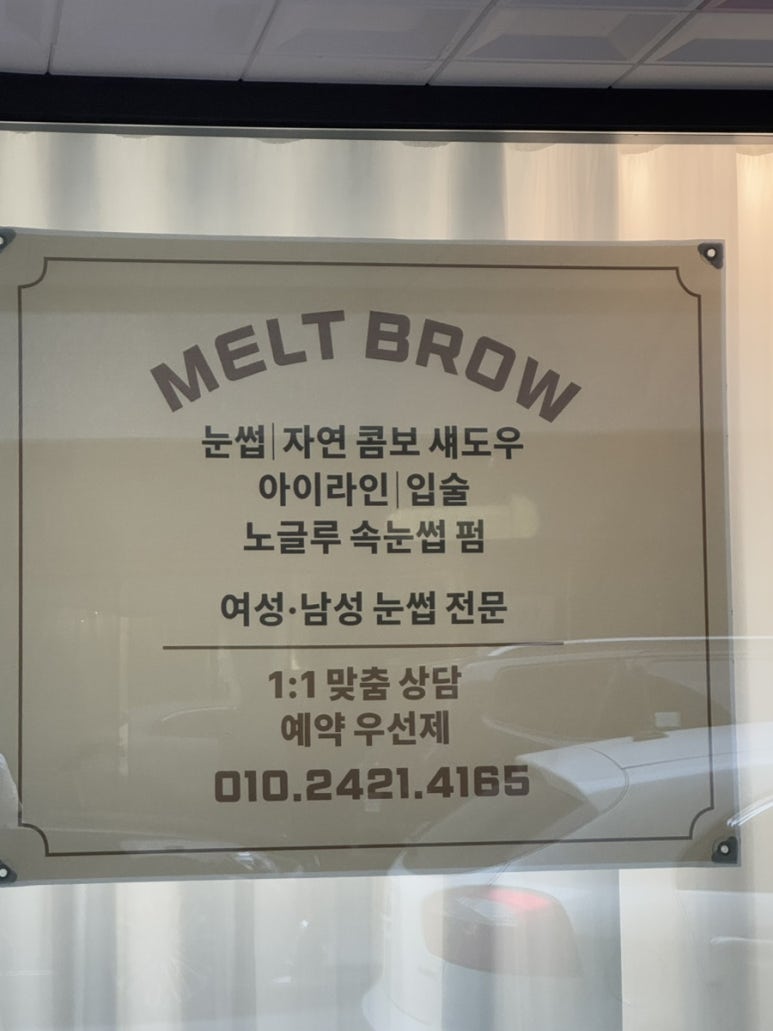 MELT BROW
눈썹|자연 콤보 섀도우
아이라인|입술
노글루 속눈썹 펌
여성·남성 눈썹 전문
1:1 맞춤 상담
예약 우선제
010.2421.4165